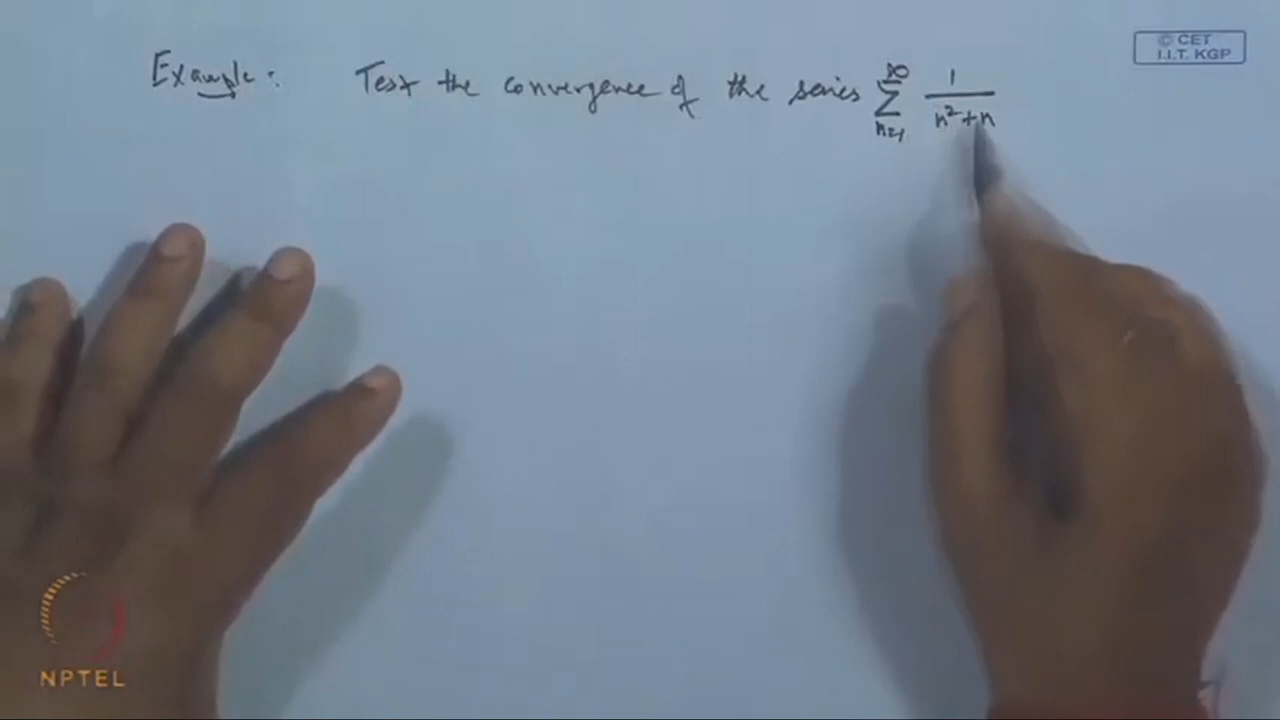 © CET
I.I.T. KGP
Example: Test the convergence of the series ∑_{n=1}^{∞} 1/(n²+n)
NPTEL